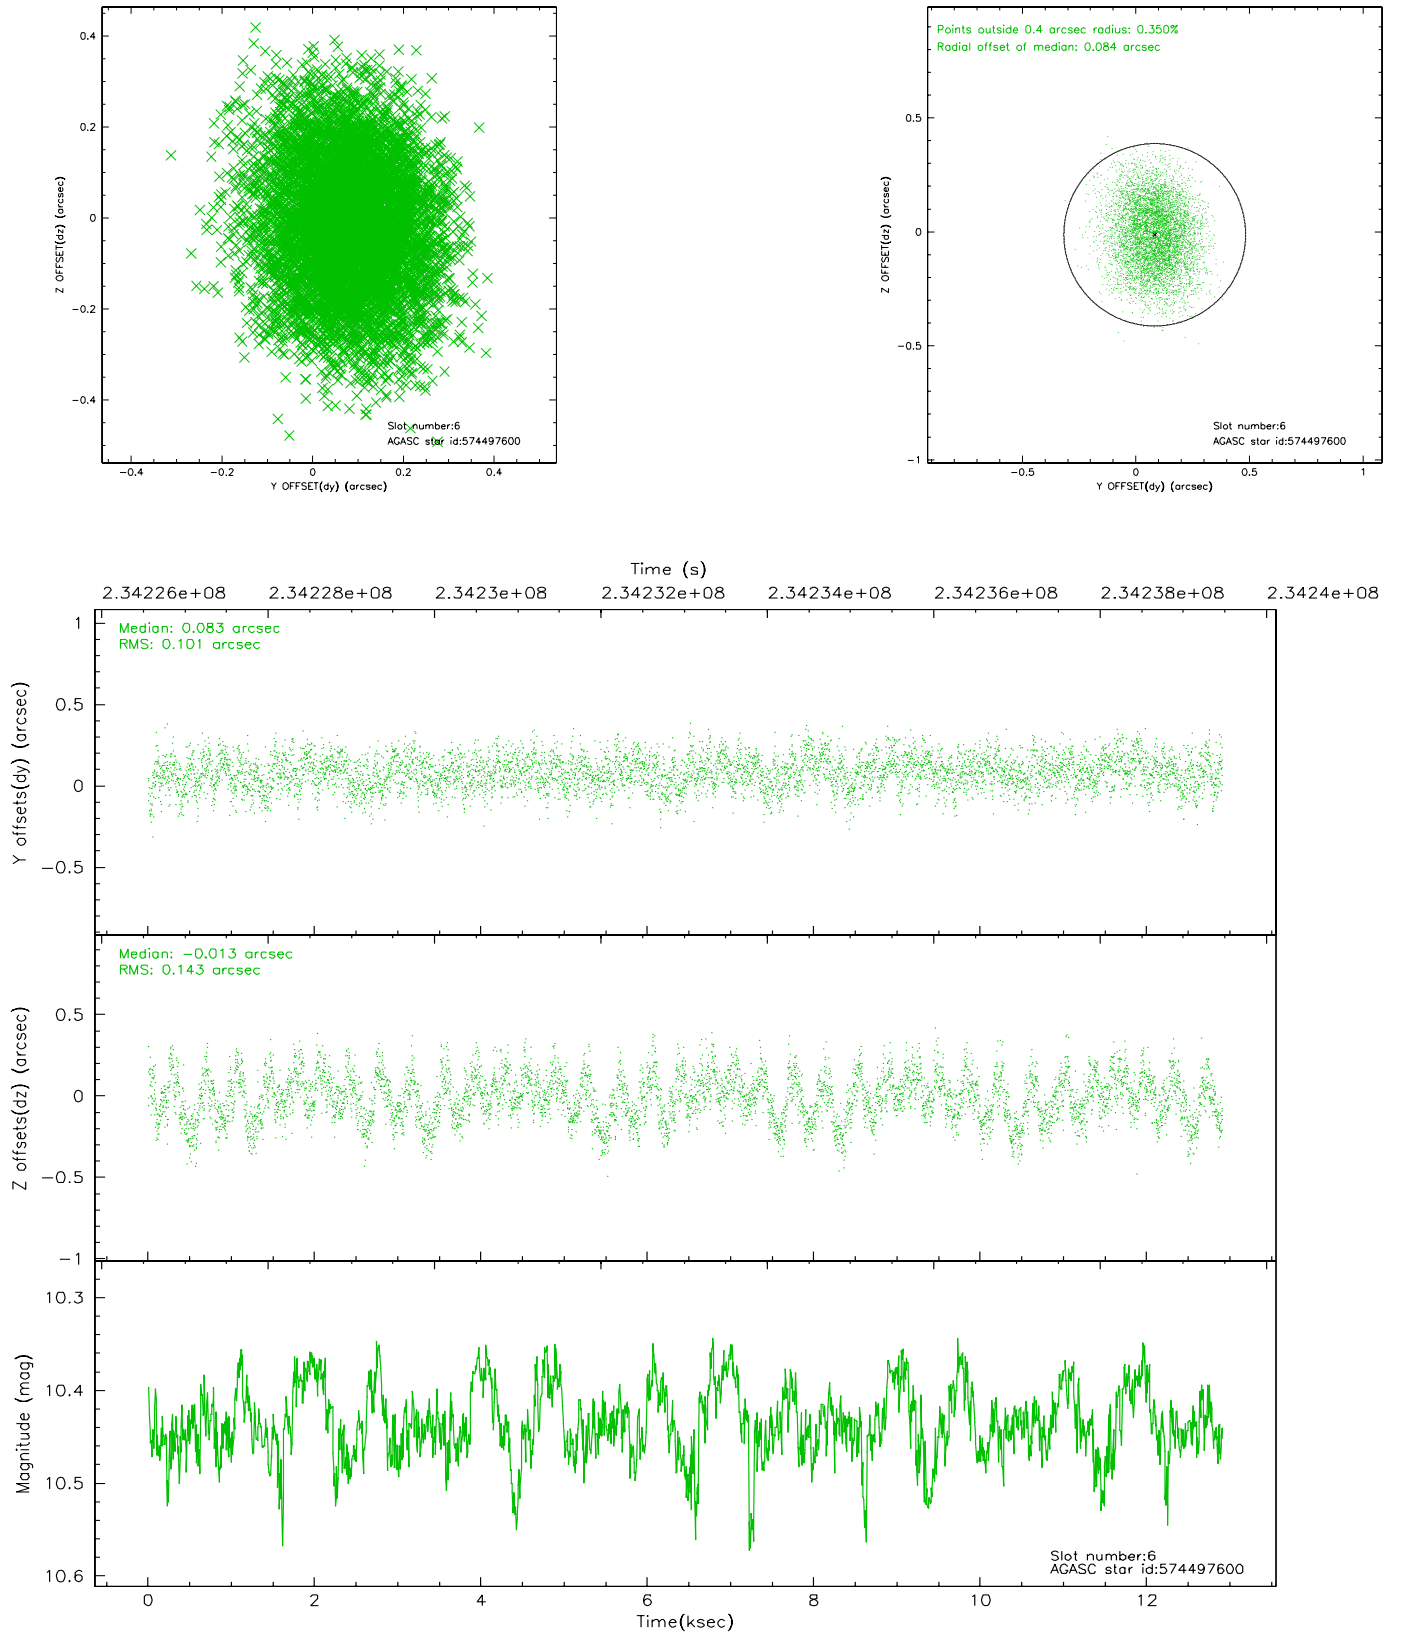 0.4
0.2
0
−0.2
−0.4
Z OFFSET(dz) (arcsec)
−0.4 −0.2 0 0.2 0.4
Y OFFSET(dy) (arcsec)
Slot number:6
AGASC star id:574497600
Points outside 0.4 arcsec radius: 0.350%
Radial offset of median: 0.084 arcsec
0.5
0
−0.5
−1
Z OFFSET(dz) (arcsec)
−0.5 0 0.5 1
Y OFFSET(dy) (arcsec)
Slot number:6
AGASC star id:574497600
Time (s)
2.34226e+08 2.34228e+08 2.3423e+08 2.34232e+08 2.34234e+08 2.34236e+08 2.34238e+08 2.3424e+08
Median: 0.083 arcsec
RMS: 0.101 arcsec
1
0.5
0
−0.5
Y offsets(dy) (arcsec)
Median: −0.013 arcsec
RMS: 0.143 arcsec
0.5
0
−0.5
−1
Z offsets(dz) (arcsec)
10.3
10.4
10.5
10.6
Magnitude (mag)
Slot number:6
AGASC star id:574497600
0 2 4 6 8 10 12
Time(ksec)